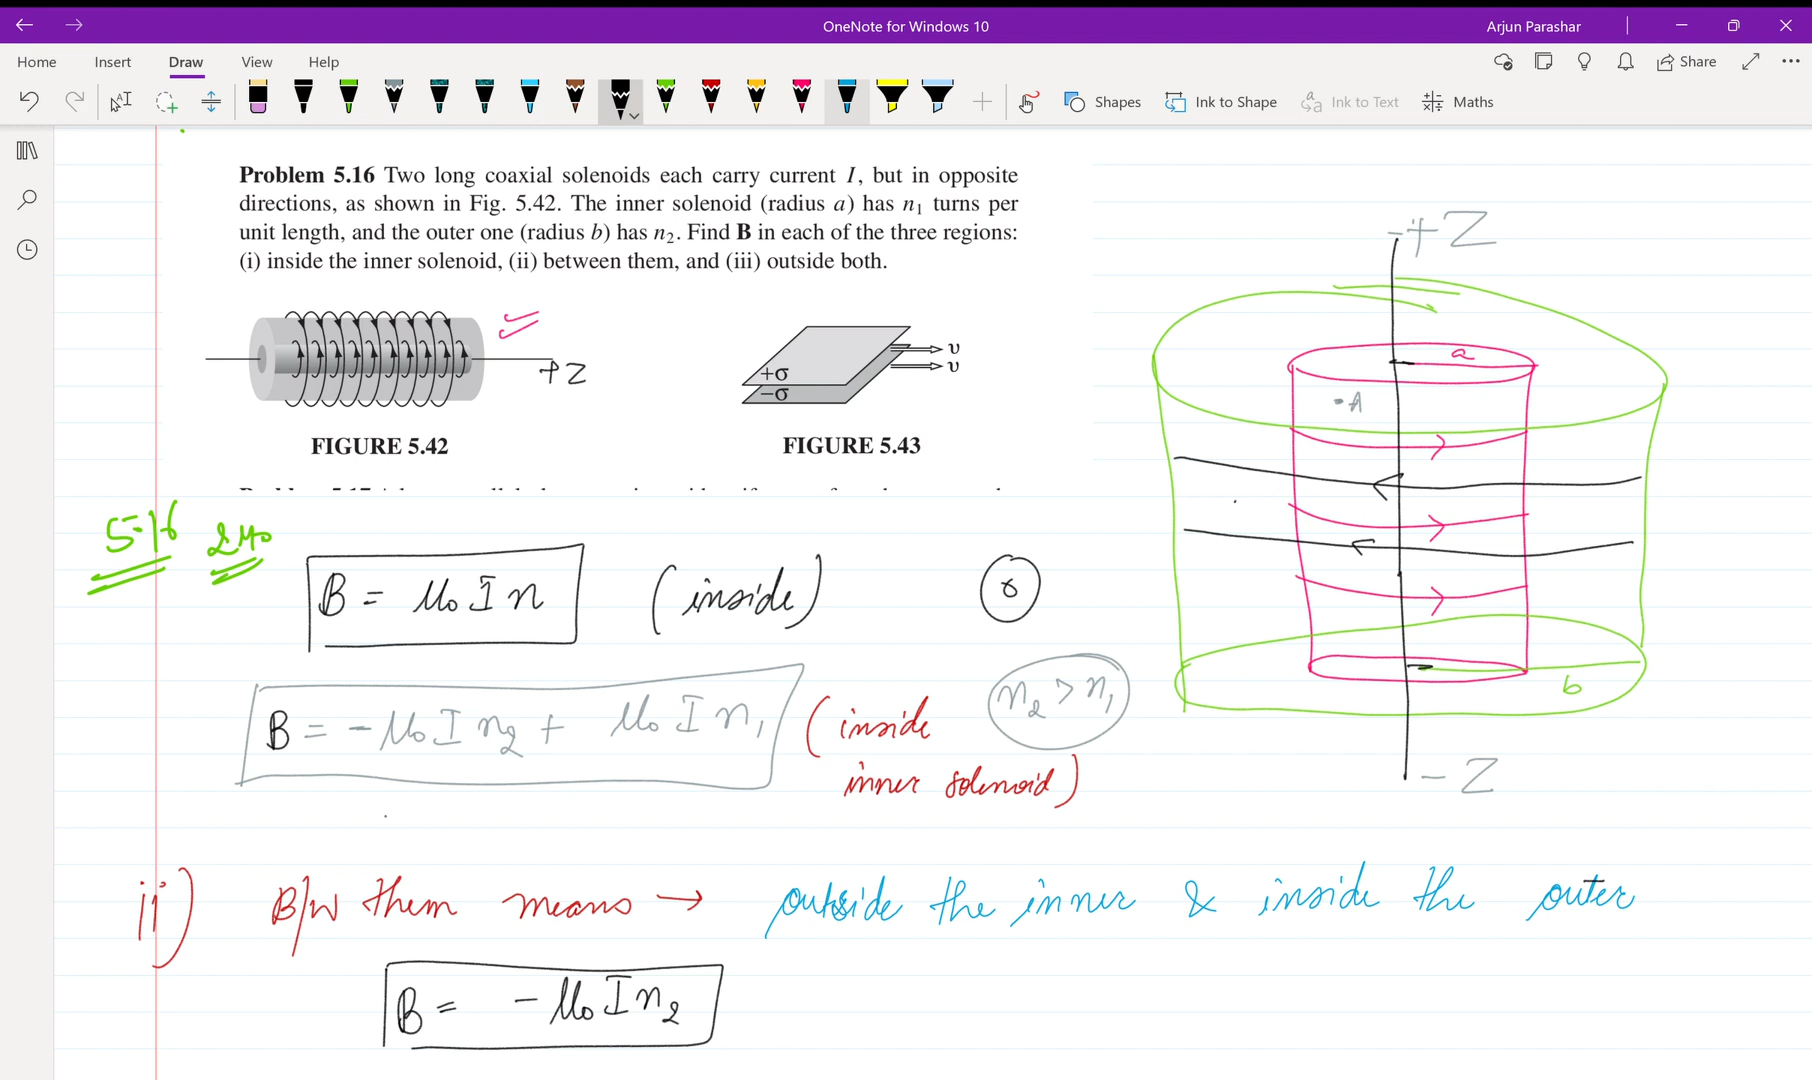 OneNote for Windows 10
Arjun Parashar
Home Insert Draw View Help
Share
Shapes Ink to Shape Ink to Text Maths
Problem 5.16 Two long coaxial solenoids each carry current I, but in opposite
directions, as shown in Fig. 5.42. The inner solenoid (radius a) has n₁ turns per
unit length, and the outer one (radius b) has n₂. Find B in each of the three regions:
(i) inside the inner solenoid, (ii) between them, and (iii) outside both.
+Z
+σ
−σ
υ
υ
FIGURE 5.42
FIGURE 5.43
+Z
a
A
b
-Z
5.16
B = μ₀ I n (inside)
B = -μ₀ I n₂ + μ₀ I n₁ (inside
inner solenoid)
n₂ > n₁
ii) B/w them means → outside the inner & inside the outer
B = -μ₀ I n₂